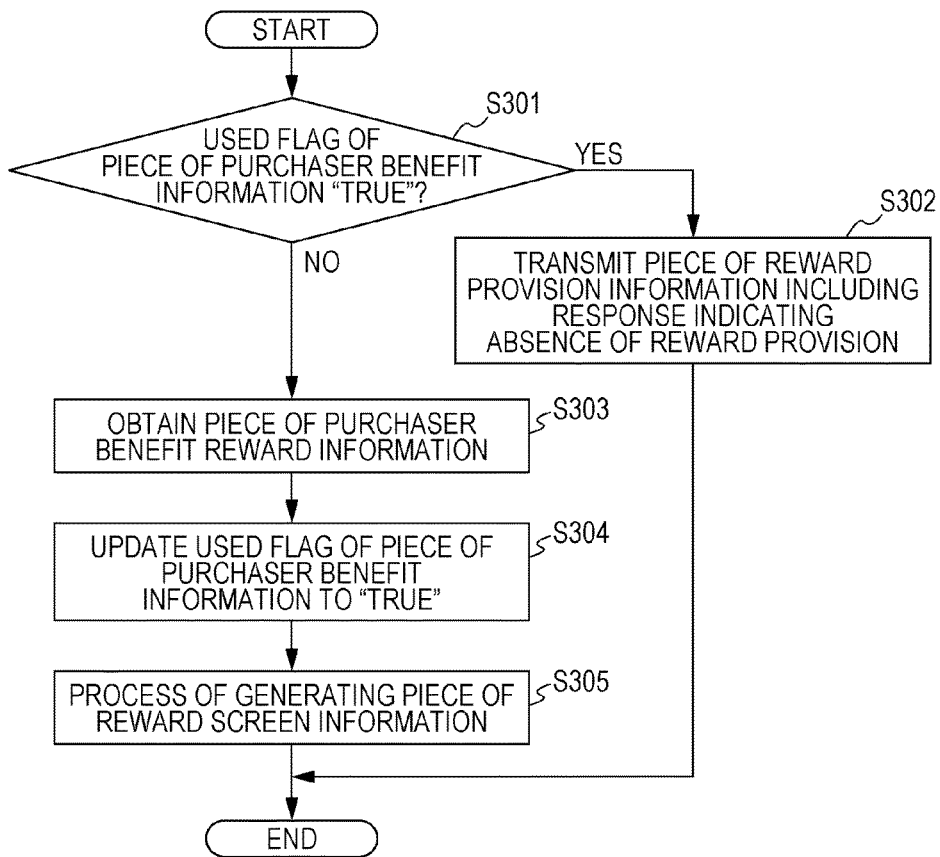 START
S301
USED FLAG OF
PIECE OF PURCHASER BENEFIT
INFORMATION “TRUE”?
YES
NO
S302
TRANSMIT PIECE OF REWARD
PROVISION INFORMATION INCLUDING
RESPONSE INDICATING
ABSENCE OF REWARD PROVISION
S303
OBTAIN PIECE OF PURCHASER
BENEFIT REWARD INFORMATION
S304
UPDATE USED FLAG OF PIECE OF
PURCHASER BENEFIT
INFORMATION TO “TRUE”
S305
PROCESS OF GENERATING PIECE OF
REWARD SCREEN INFORMATION
END